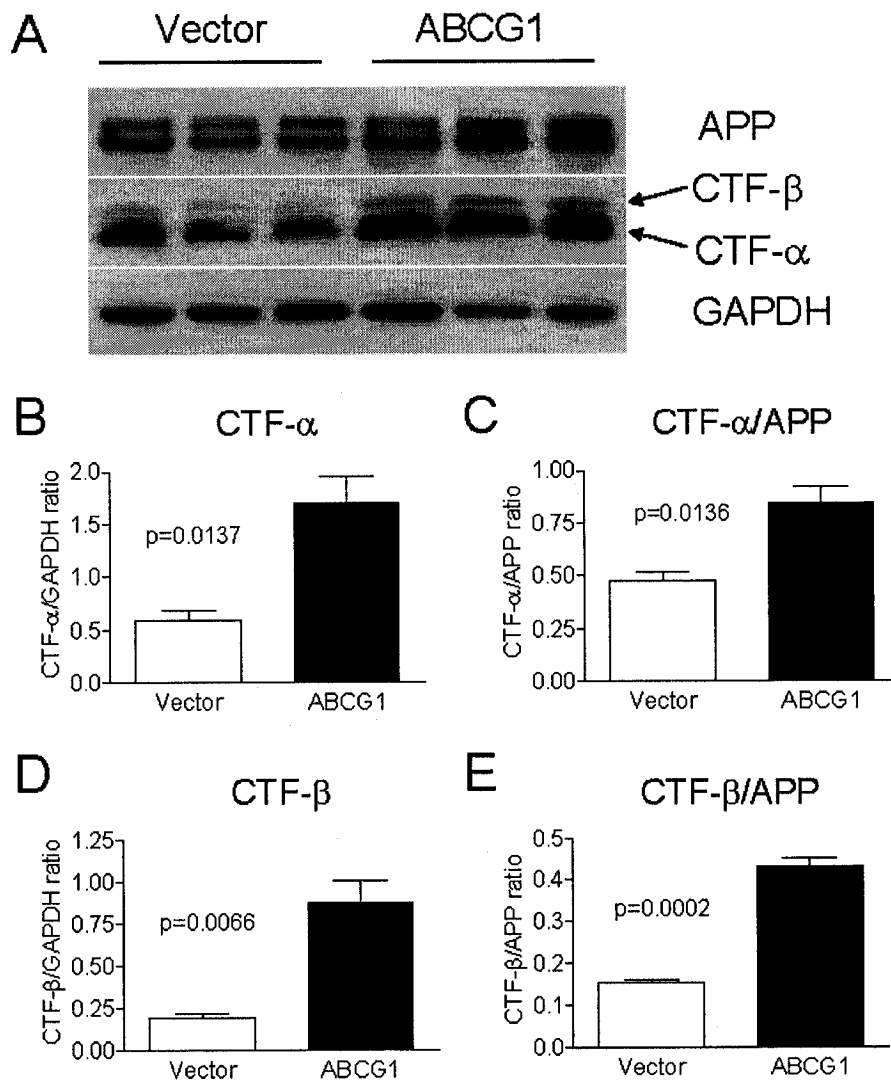 A
Vector ABCG1
APP
CTF-β
CTF-α
GAPDH
B
CTF-α
CTF-α/GAPDH ratio
2.0
1.5
1.0
0.5
0.0
p=0.0137
Vector ABCG1
C
CTF-α/APP
CTF-α/APP ratio
1.00
0.75
0.50
0.25
0.00
p=0.0136
Vector ABCG1
D
CTF-β
CTF-β/GAPDH ratio
1.25
1.00
0.75
0.50
0.25
0.00
p=0.0066
Vector ABCG1
E
CTF-β/APP
CTF-β/APP ratio
0.5
0.4
0.3
0.2
0.1
0.0
p=0.0002
Vector ABCG1